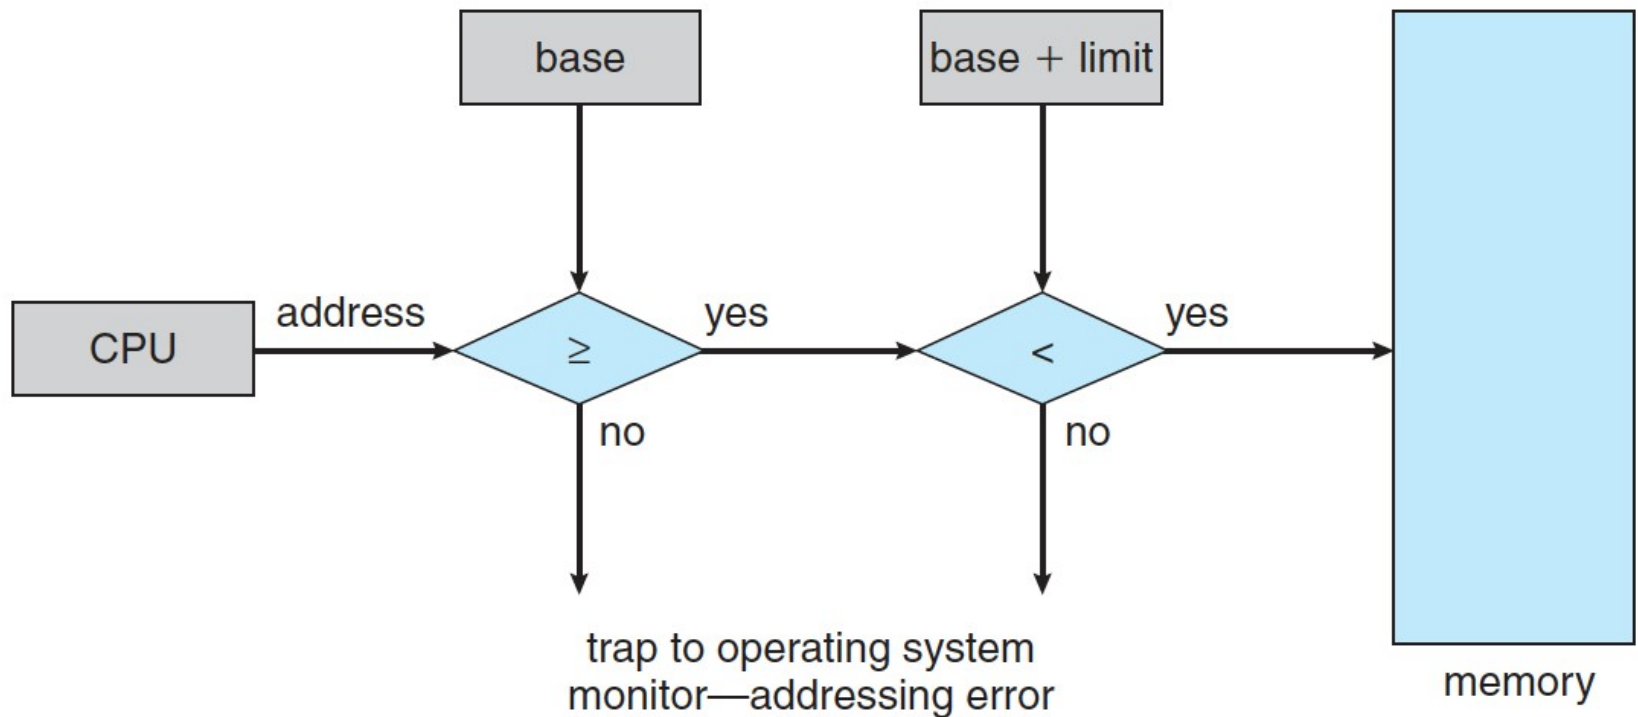 base
base + limit
CPU
address
≥
yes
<
yes
no
no
trap to operating system
monitor—addressing error
memory